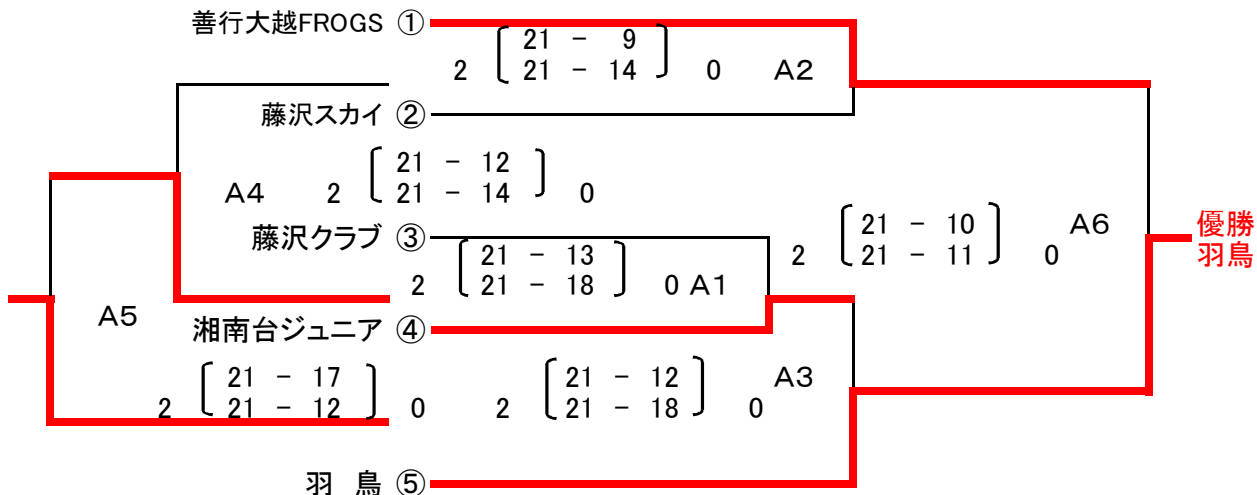 善行大越FROGS ①
2 21 - 9 0 A2
21 - 14
藤沢スカイ ②
A4 2 21 - 12 0
21 - 14
藤沢クラブ ③
2 21 - 13 0 A1
21 - 18
2 21 - 10 0 A6
21 - 11
優勝
羽鳥
A5
湘南台ジュニア ④
2 21 - 17 0
21 - 12
2 21 - 12 0 A3
21 - 18
羽 鳥 ⑤